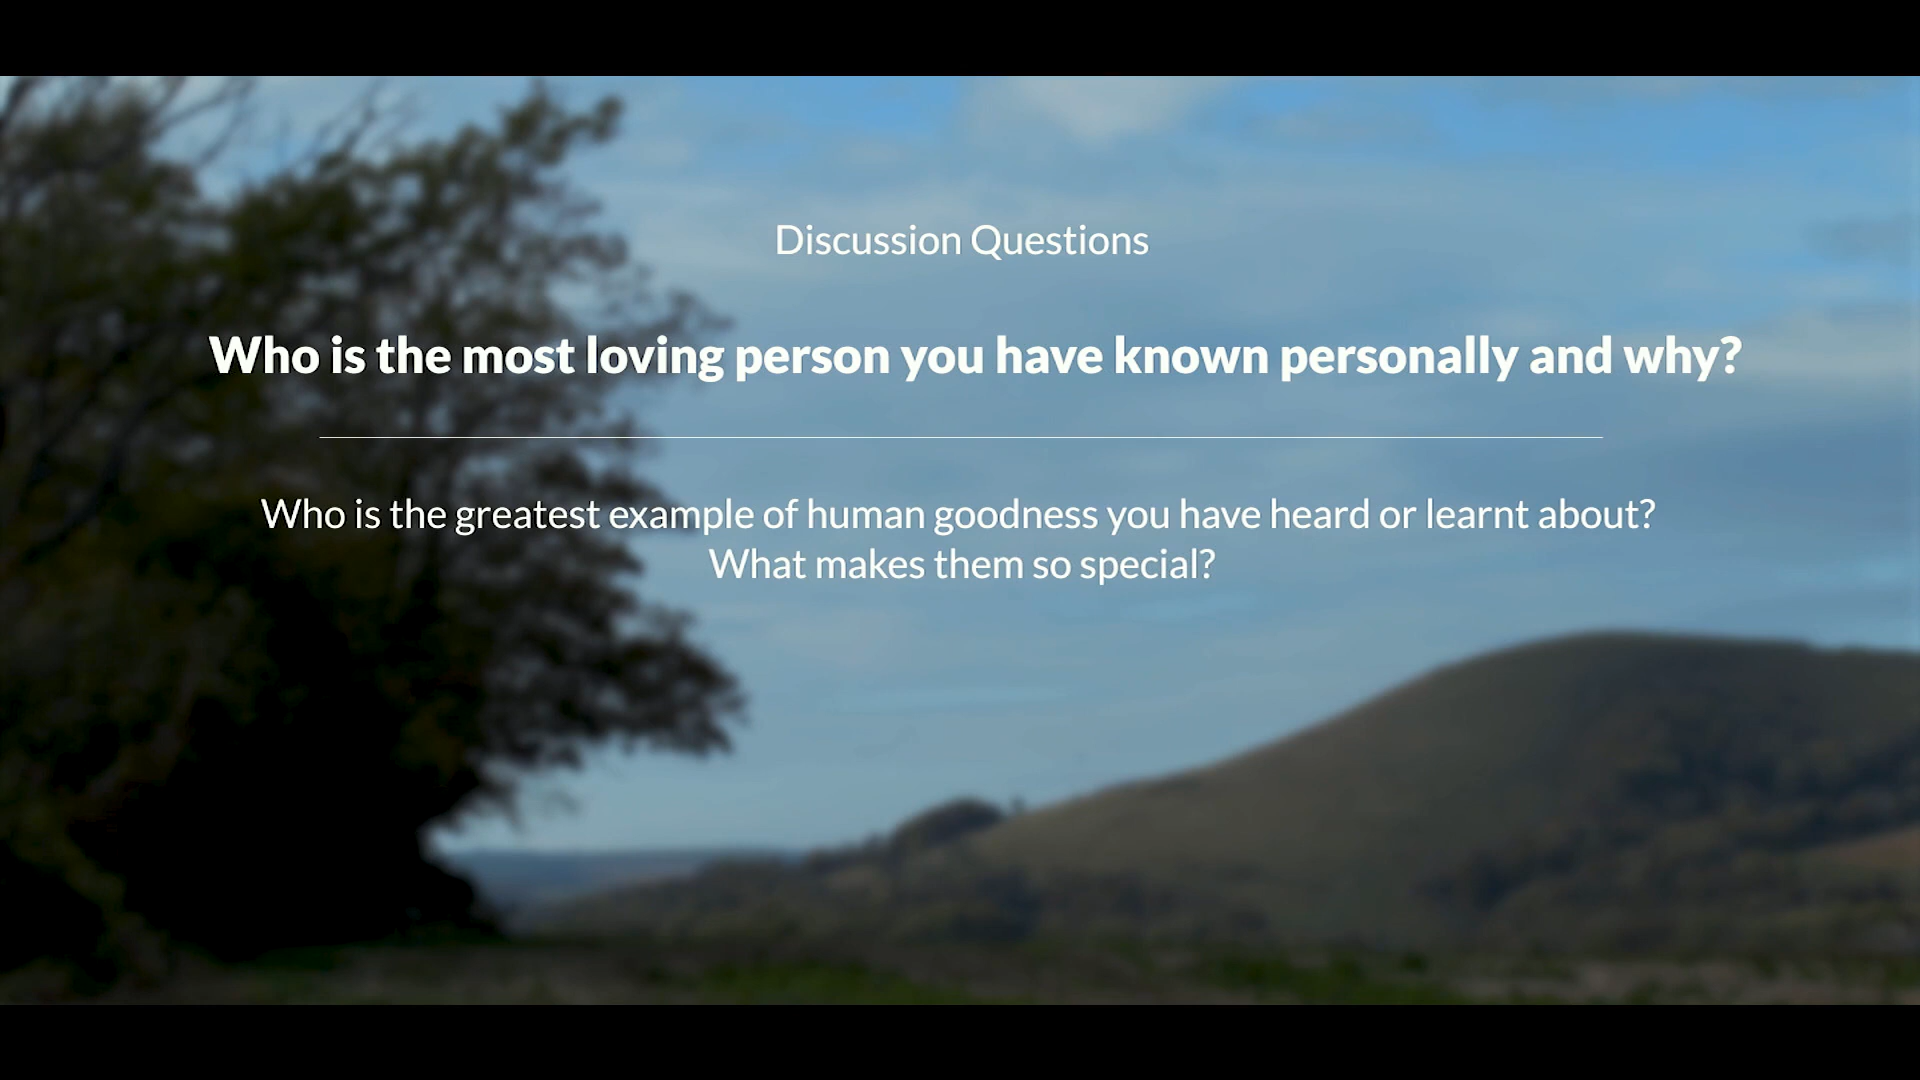 Discussion Questions
Who is the most loving person you have known personally and why?
Who is the greatest example of human goodness you have heard or learnt about?
What makes them so special?